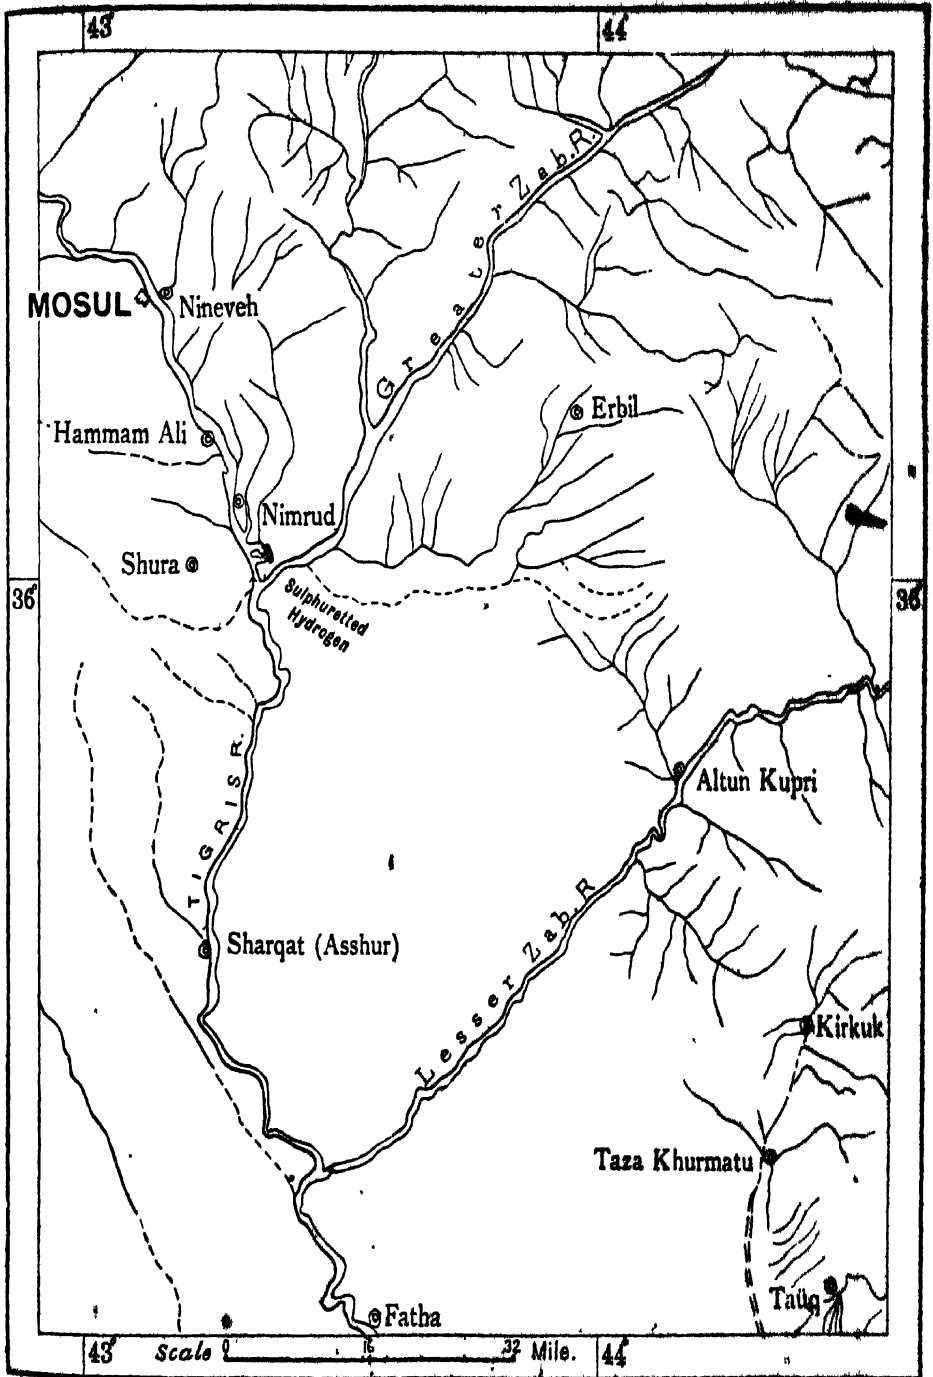 43° 44°
Greater Zab. R.
MOSUL
Nineveh
Erbil
Hammam Ali
Nimrud
Shura
36° 36°
Sulphuretted
Hydrogen
TIGRIS R.
Altun Kupri
Sharqat (Asshur)
Lesser Zab. R
Kirkuk
Taza Khurmatu
Taüq
Fatha
43° Scale 0 16 32 Mile. 44°